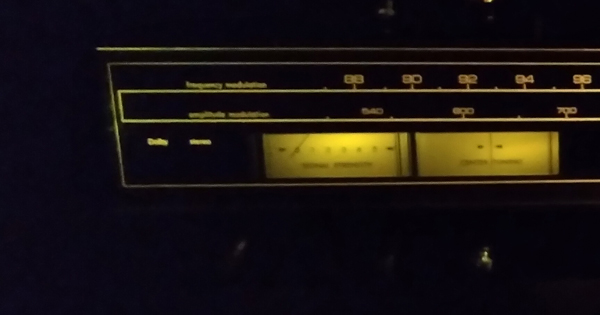 frequency modulation 88 90 92 94 96
amplitude modulation 540 600 700
Dolby stereo
SIGNAL STRENGTH